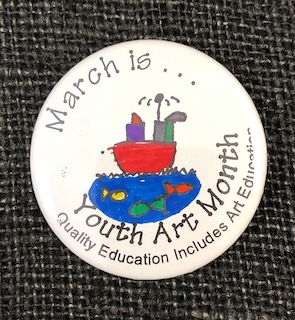 March is . . .
Youth Art Month
Quality Education Includes Art Education